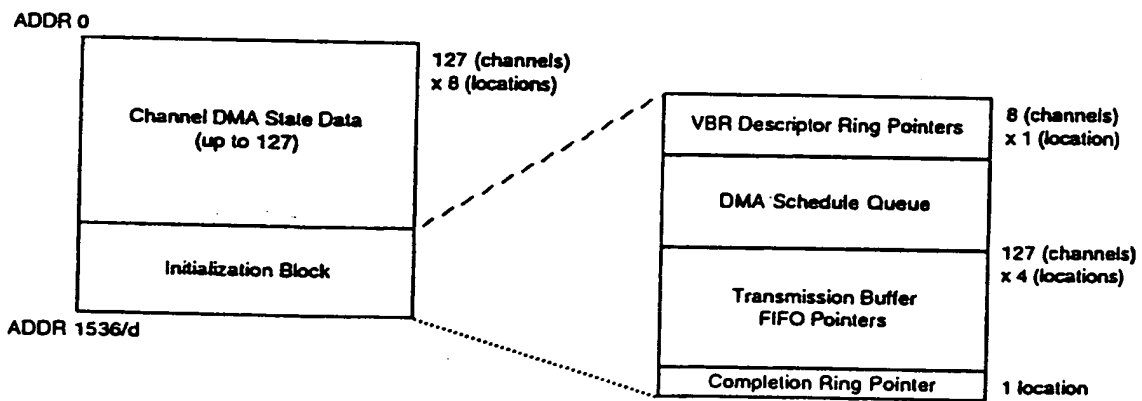 ADDR 0
127 (channels)
x 8 (locations)
Channel DMA State Data
(up to 127)
Initialization Block
ADDR 1536/d
VBR Descriptor Ring Pointers
8 (channels)
x 1 (location)
DMA Schedule Queue
127 (channels)
x 4 (locations)
Transmission Buffer
FIFO Pointers
Completion Ring Pointer
1 location